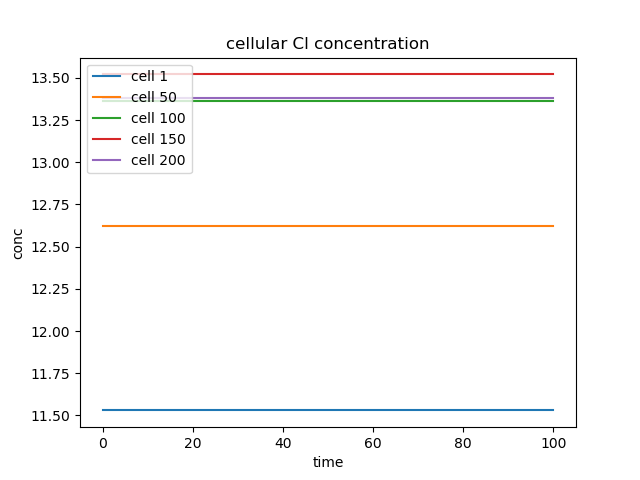 cellular Cl concentration
cell 1
cell 50
cell 100
cell 150
cell 200
13.50
13.25
13.00
12.75
12.50
12.25
12.00
11.75
11.50
conc
0 20 40 60 80 100
time